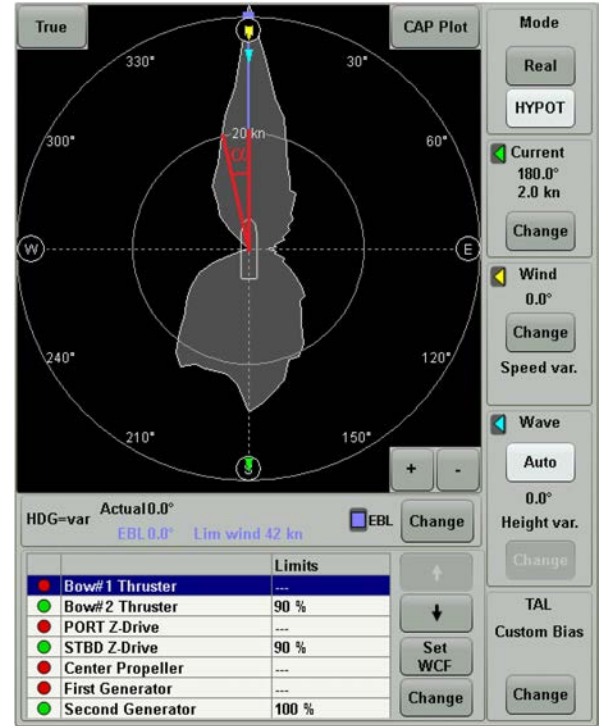 True
CAP Plot
N
330°
30°
20 kn
300°
60°
α
W
E
240°
120°
210°
150°
S
+
-
Mode
Real
HYPOT
Current
180.0°
2.0 kn
Change
Wind
0.0°
Change
Speed var.
Wave
Auto
0.0°
Height var.
Change
TAL
Custom Bias
Change
HDG=var Actual 0.0°
EBL 0.0° Lim wind 42 kn
EBL
Change
Limits
Bow#1 Thruster ---
Bow#2 Thruster 90 %
PORT Z-Drive ---
STBD Z-Drive 90 %
Center Propeller ---
First Generator ---
Second Generator 100 %
Set
WCF
Change